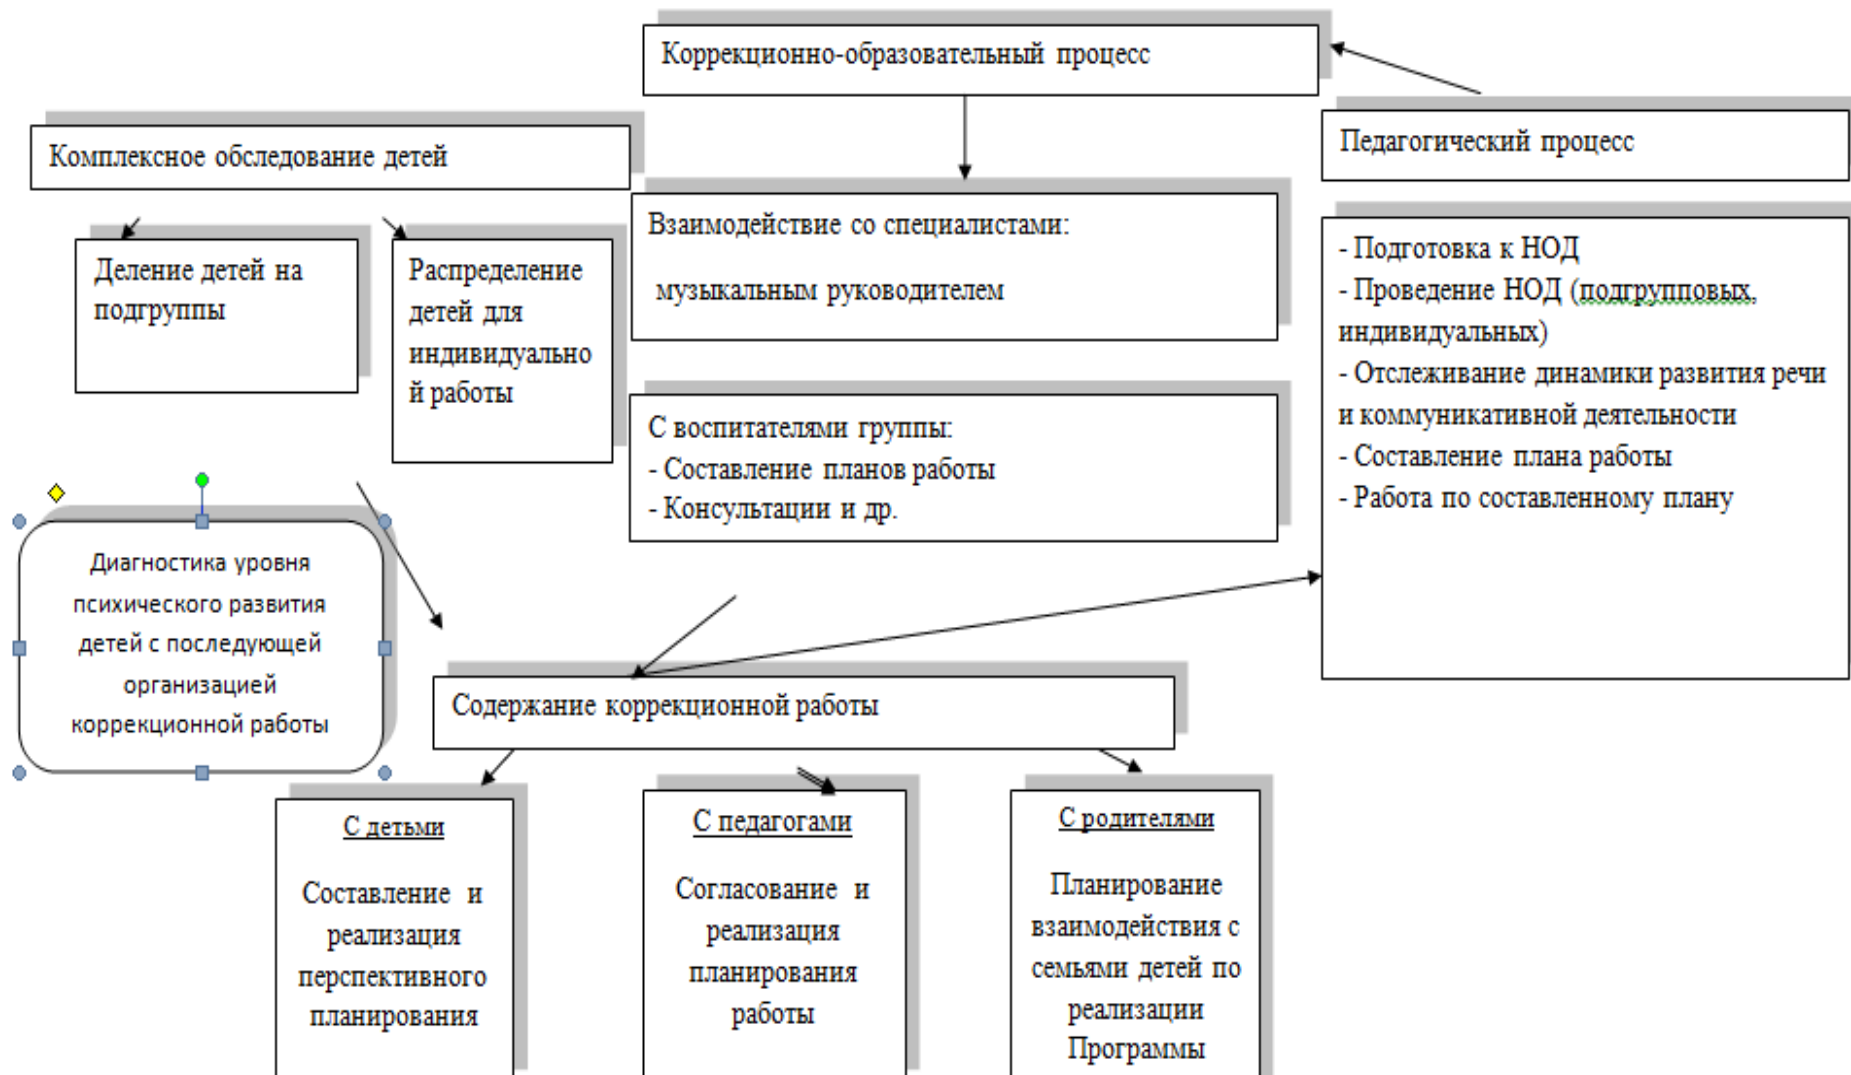 Коррекционно-образовательный процесс
Комплексное обследование детей
Педагогический процесс
Взаимодействие со специалистами:
музыкальным руководителем
Деление детей на
подгруппы
Распределение
детей для
индивидуально
й работы
- Подготовка к НОД
- Проведение НОД (подгрупповых,
индивидуальных)
- Отслеживание динамики развития речи
и коммуникативной деятельности
- Составление плана работы
- Работа по составленному плану
С воспитателями группы:
- Составление планов работы
- Консультации и др.
Диагностика уровня
психического развития
детей с последующей
организацией
коррекционной работы
Содержание коррекционной работы
С детьми
Составление и
реализация
перспективного
планирования
С педагогами
Согласование и
реализация
планирования
работы
С родителями
Планирование
взаимодействия с
семьями детей по
реализации
Программы